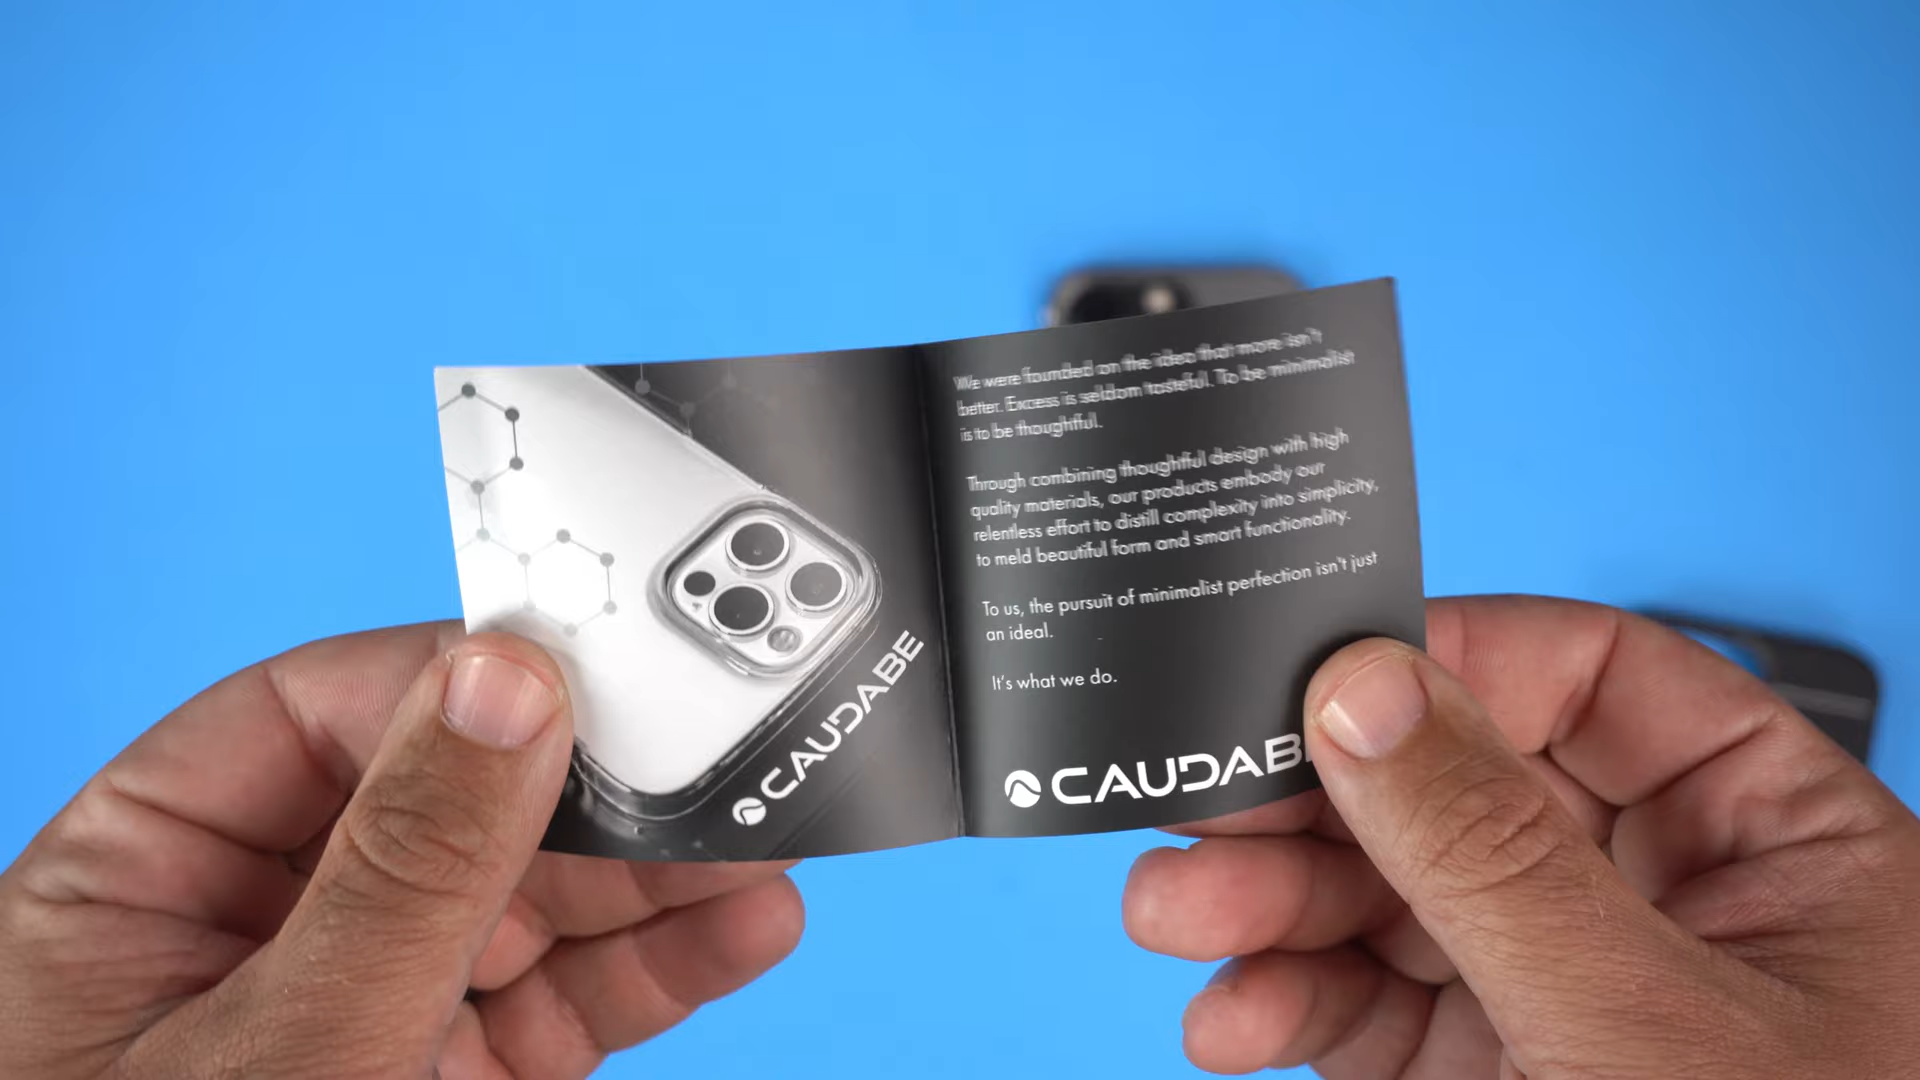 CAUDABE
We were founded on the idea that more isn't
better. Excess is seldom tasteful. To be minimalist
is to be thoughtful.
Through combining thoughtful design with high
quality materials, our products embody our
relentless effort to distill complexity into simplicity,
to meld beautiful form and smart functionality.
To us, the pursuit of minimalist perfection isn't just
an ideal.
It's what we do.
CAUDAB